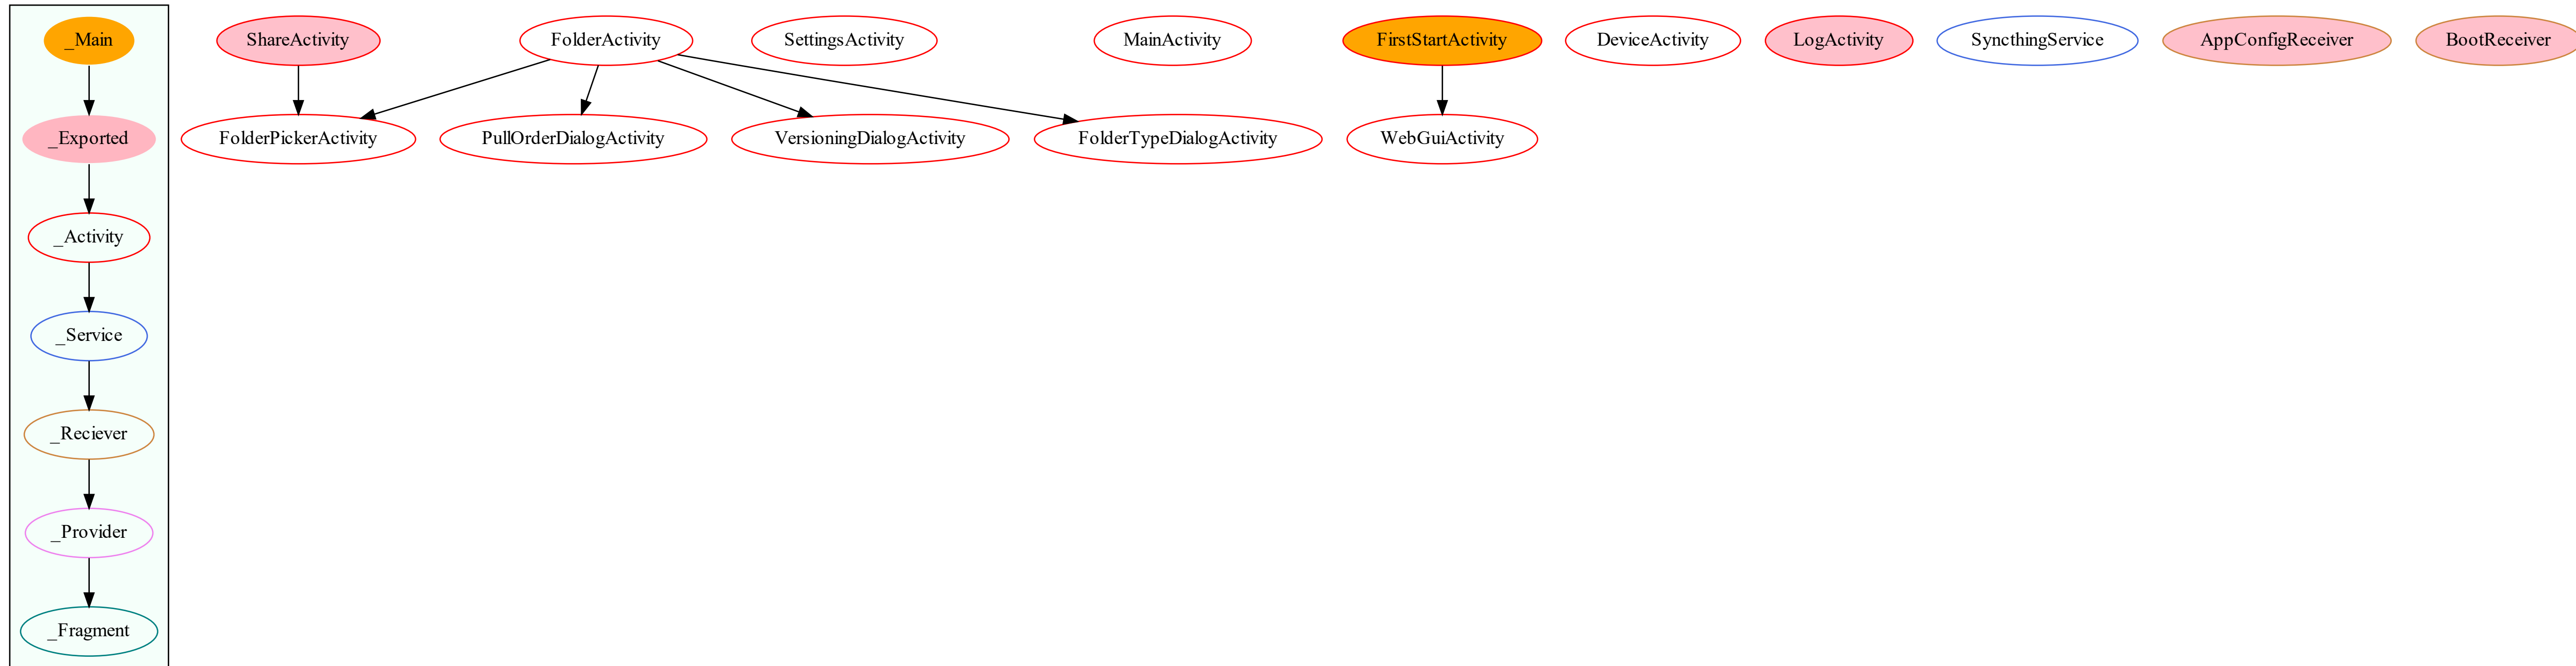 _Main
_Exported
_Activity
_Service
_Reciever
_Provider
_Fragment
ShareActivity
FolderActivity
SettingsActivity
MainActivity
FirstStartActivity
DeviceActivity
LogActivity
SyncthingService
AppConfigReceiver
BootReceiver
FolderPickerActivity
PullOrderDialogActivity
VersioningDialogActivity
FolderTypeDialogActivity
WebGuiActivity